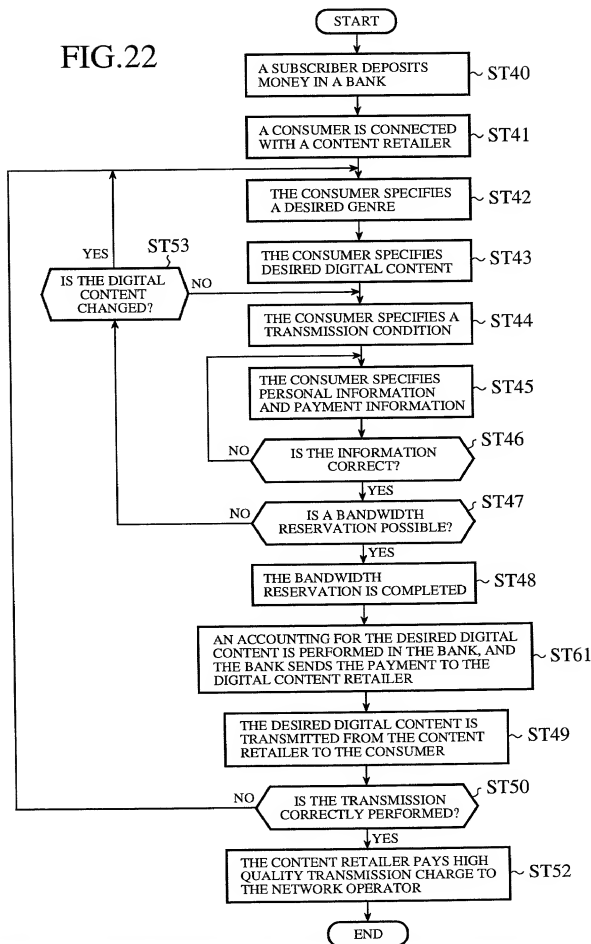 START
FIG.22
A SUBSCRIBER DEPOSITS
MONEY IN A BANK
ST40
A CONSUMER IS CONNECTED
WITH A CONTENT RETAILER
ST41
THE CONSUMER SPECIFIES
A DESIRED GENRE
ST42
YES
ST53
IS THE DIGITAL
CONTENT
CHANGED?
NO
THE CONSUMER SPECIFIES
DESIRED DIGITAL CONTENT
ST43
THE CONSUMER SPECIFIES A
TRANSMISSION CONDITION
ST44
THE CONSUMER SPECIFIES
PERSONAL INFORMATION
AND PAYMENT INFORMATION
ST45
NO
IS THE INFORMATION
CORRECT?
ST46
YES
NO
IS A BANDWIDTH
RESERVATION POSSIBLE?
ST47
YES
THE BANDWIDTH
RESERVATION IS COMPLETED
ST48
AN ACCOUNTING FOR THE DESIRED DIGITAL
CONTENT IS PERFORMED IN THE BANK, AND
THE BANK SENDS THE PAYMENT TO THE
DIGITAL CONTENT RETAILER
ST61
THE DESIRED DIGITAL CONTENT IS
TRANSMITTED FROM THE CONTENT
RETAILER TO THE CONSUMER
ST49
NO
IS THE TRANSMISSION
CORRECTLY PERFORMED?
ST50
YES
THE CONTENT RETAILER PAYS HIGH
QUALITY TRANSMISSION CHARGE TO
THE NETWORK OPERATOR
ST52
END